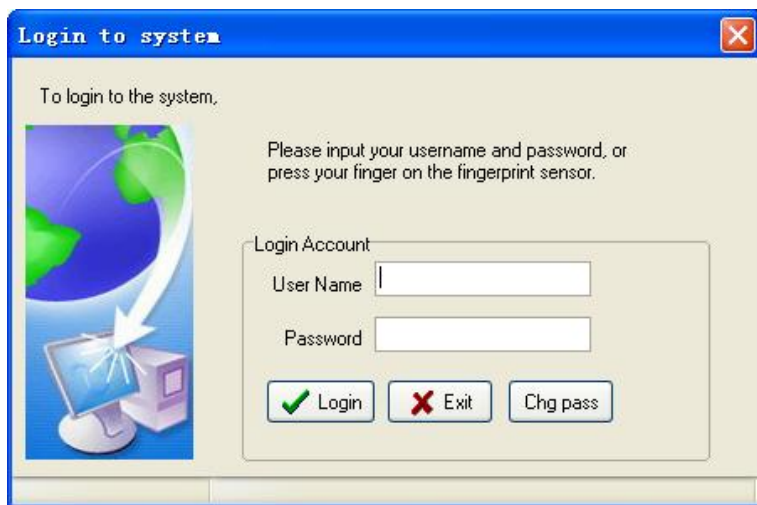 Login to system
To login to the system,
Please input your username and password, or
press your finger on the fingerprint sensor.
Login Account
User Name
Password
Login
Exit
Chg pass